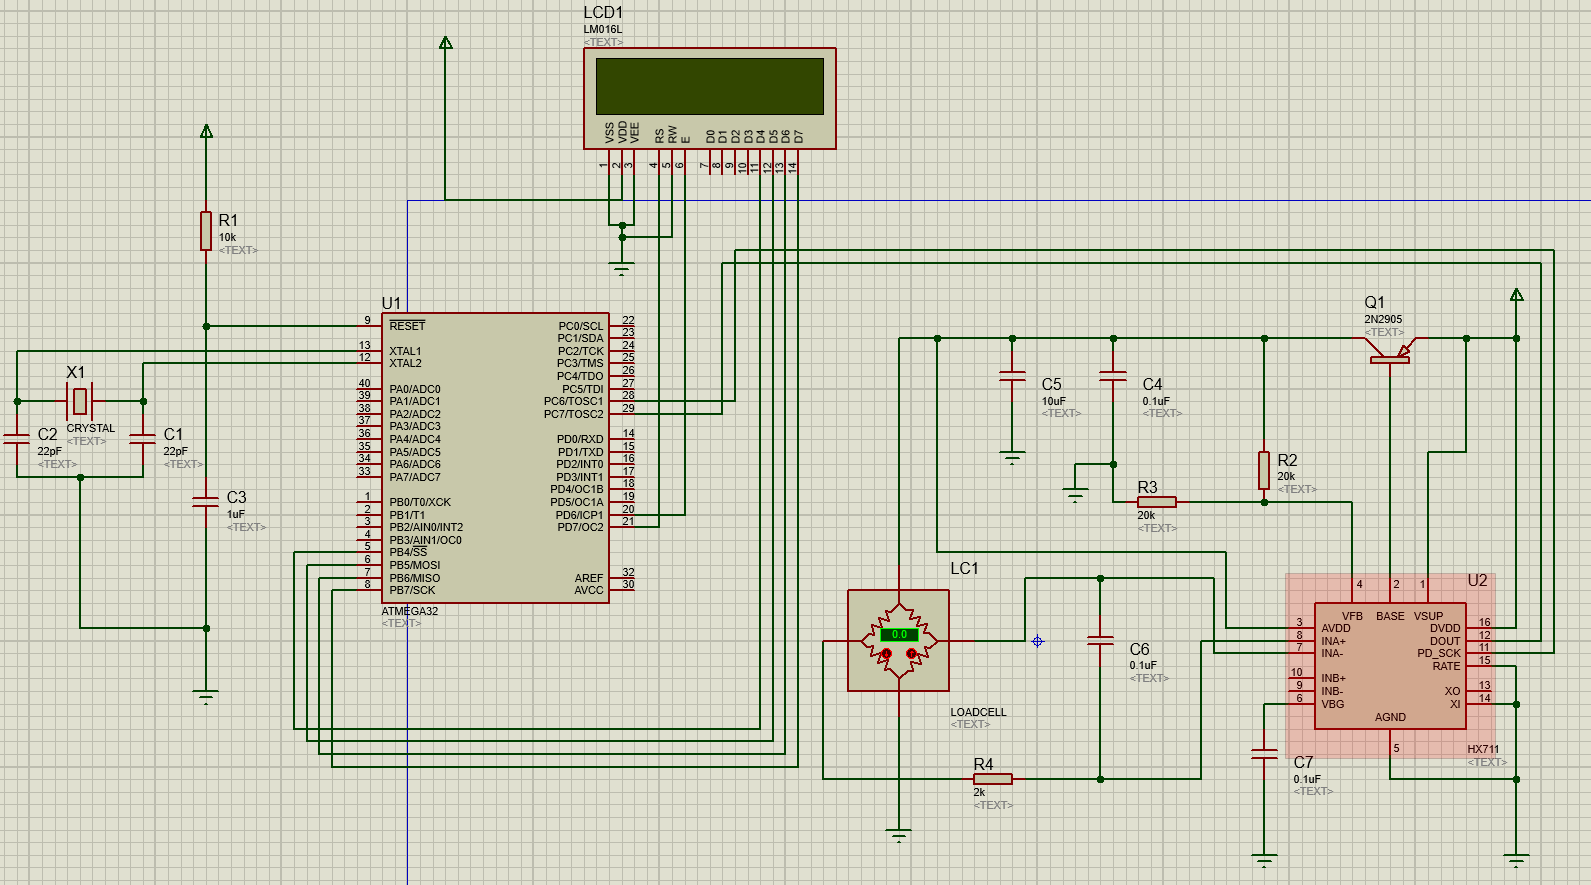 LCD1
LM016L
<TEXT>
VSS
VDD
VEE
RS
RW
E
D0
D1
D2
D3
D4
D5
D6
D7
1
2
3
4
5
6
7
8
9
10
11
12
13
14
R1
10k
<TEXT>
U1
9 RESET
13 XTAL1
12 XTAL2
40 PA0/ADC0
39 PA1/ADC1
38 PA2/ADC2
37 PA3/ADC3
36 PA4/ADC4
35 PA5/ADC5
34 PA6/ADC6
33 PA7/ADC7
1 PB0/T0/XCK
2 PB1/T1
3 PB2/AIN0/INT2
4 PB3/AIN1/OC0
5 PB4/SS
6 PB5/MOSI
7 PB6/MISO
8 PB7/SCK
PC0/SCL 22
PC1/SDA 23
PC2/TCK 24
PC3/TMS 25
PC4/TDO 26
PC5/TDI 27
PC6/TOSC1 28
PC7/TOSC2 29
PD0/RXD 14
PD1/TXD 15
PD2/INT0 16
PD3/INT1 17
PD4/OC1B 18
PD5/OC1A 19
PD6/ICP1 20
PD7/OC2 21
AREF 32
AVCC 30
ATMEGA32
<TEXT>
X1
CRYSTAL
<TEXT>
C2
22pF
<TEXT>
C1
22pF
<TEXT>
C3
1uF
<TEXT>
Q1
2N2905
<TEXT>
C5
10uF
<TEXT>
C4
0.1uF
<TEXT>
R2
20k
<TEXT>
R3
20k
<TEXT>
LC1
0.0
LOADCELL
<TEXT>
C6
0.1uF
<TEXT>
R4
2k
<TEXT>
U2
4 2 1
VFB BASE VSUP
3 AVDD
8 INA+
7 INA-
10 INB+
9 INB-
6 VBG
DVDD 16
DOUT 12
PD_SCK 11
RATE 15
XO 13
XI 14
AGND
5
HX711
<TEXT>
C7
0.1uF
<TEXT>